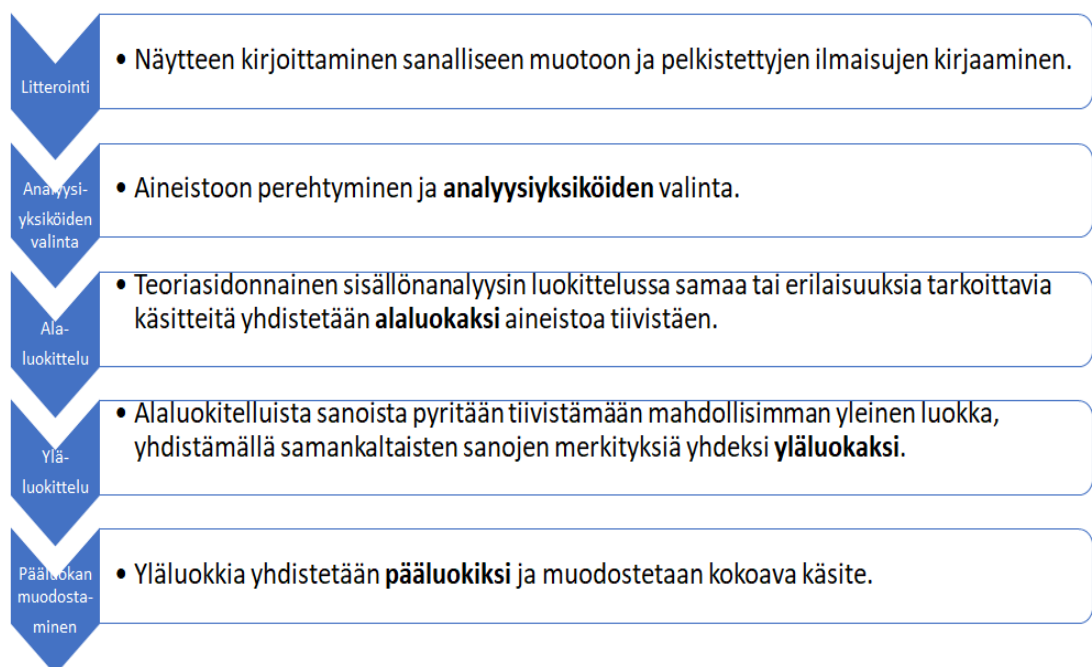 Litterointi
• Näytteen kirjoittaminen sanalliseen muotoon ja pelkistettyjen ilmaisujen kirjaaminen.
Analyysi-
yksiköiden
valinta
• Aineistoon perehtyminen ja analyysiyksiköiden valinta.
Ala-
luokittelu
• Teoriasidonnainen sisällönanalyysin luokittelussa samaa tai erilaisuuksia tarkoittavia
käsitteitä yhdistetään alaluokaksi aineistoa tiivistäen.
Ylä-
luokittelu
• Alaluokitelluista sanoista pyritään tiivistämään mahdollisimman yleinen luokka,
yhdistämällä samankaltaisten sanojen merkityksiä yhdeksi yläluokaksi.
Pääluokan
muodosta-
minen
• Yläluokkia yhdistetään pääluokiksi ja muodostetaan kokoava käsite.